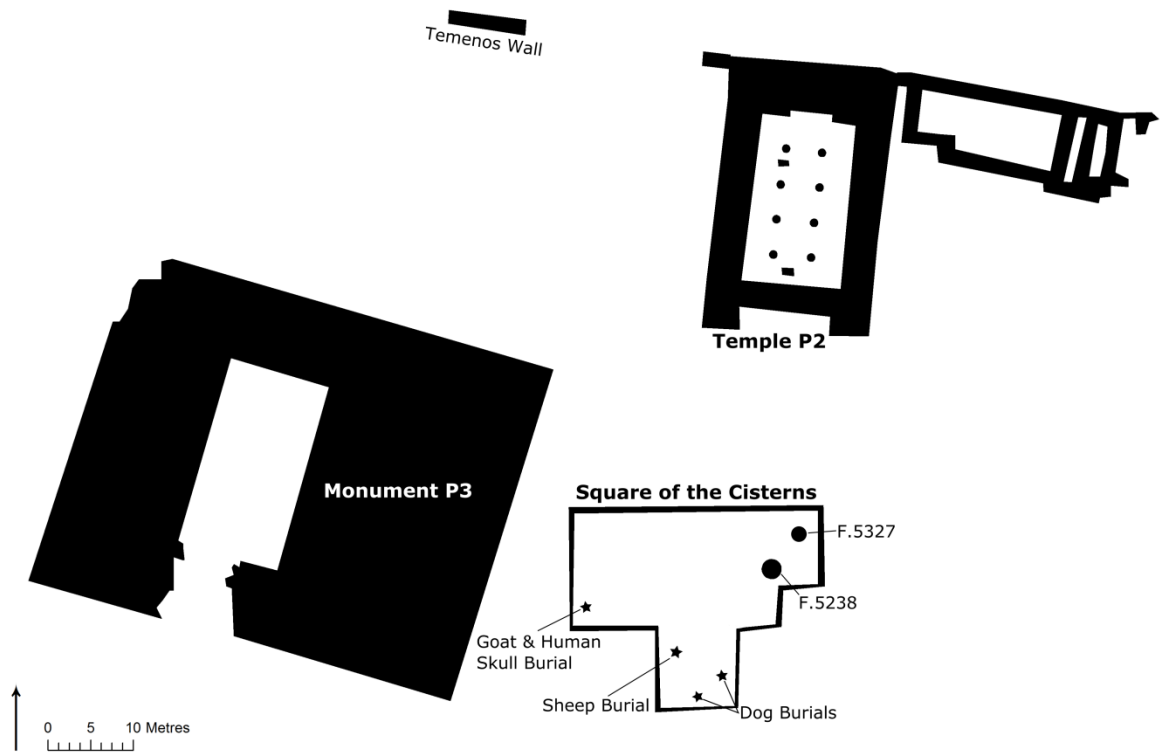 Temenos Wall
Temple P2
Monument P3
Square of the Cisterns
F.5327
F.5238
Goat & Human
Skull Burial
Sheep Burial
Dog Burials
0 5 10 Metres